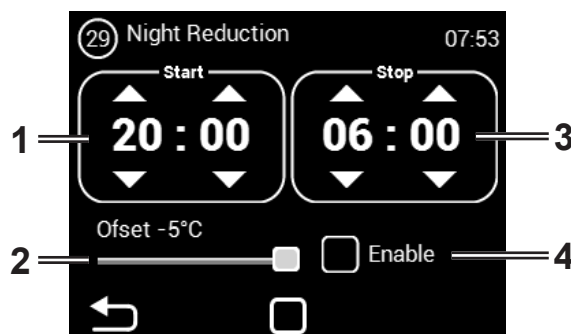 29 Night Reduction 07:53
Start Stop
1 20 : 00 06 : 00 3
Ofset -5°C
2 Enable 4